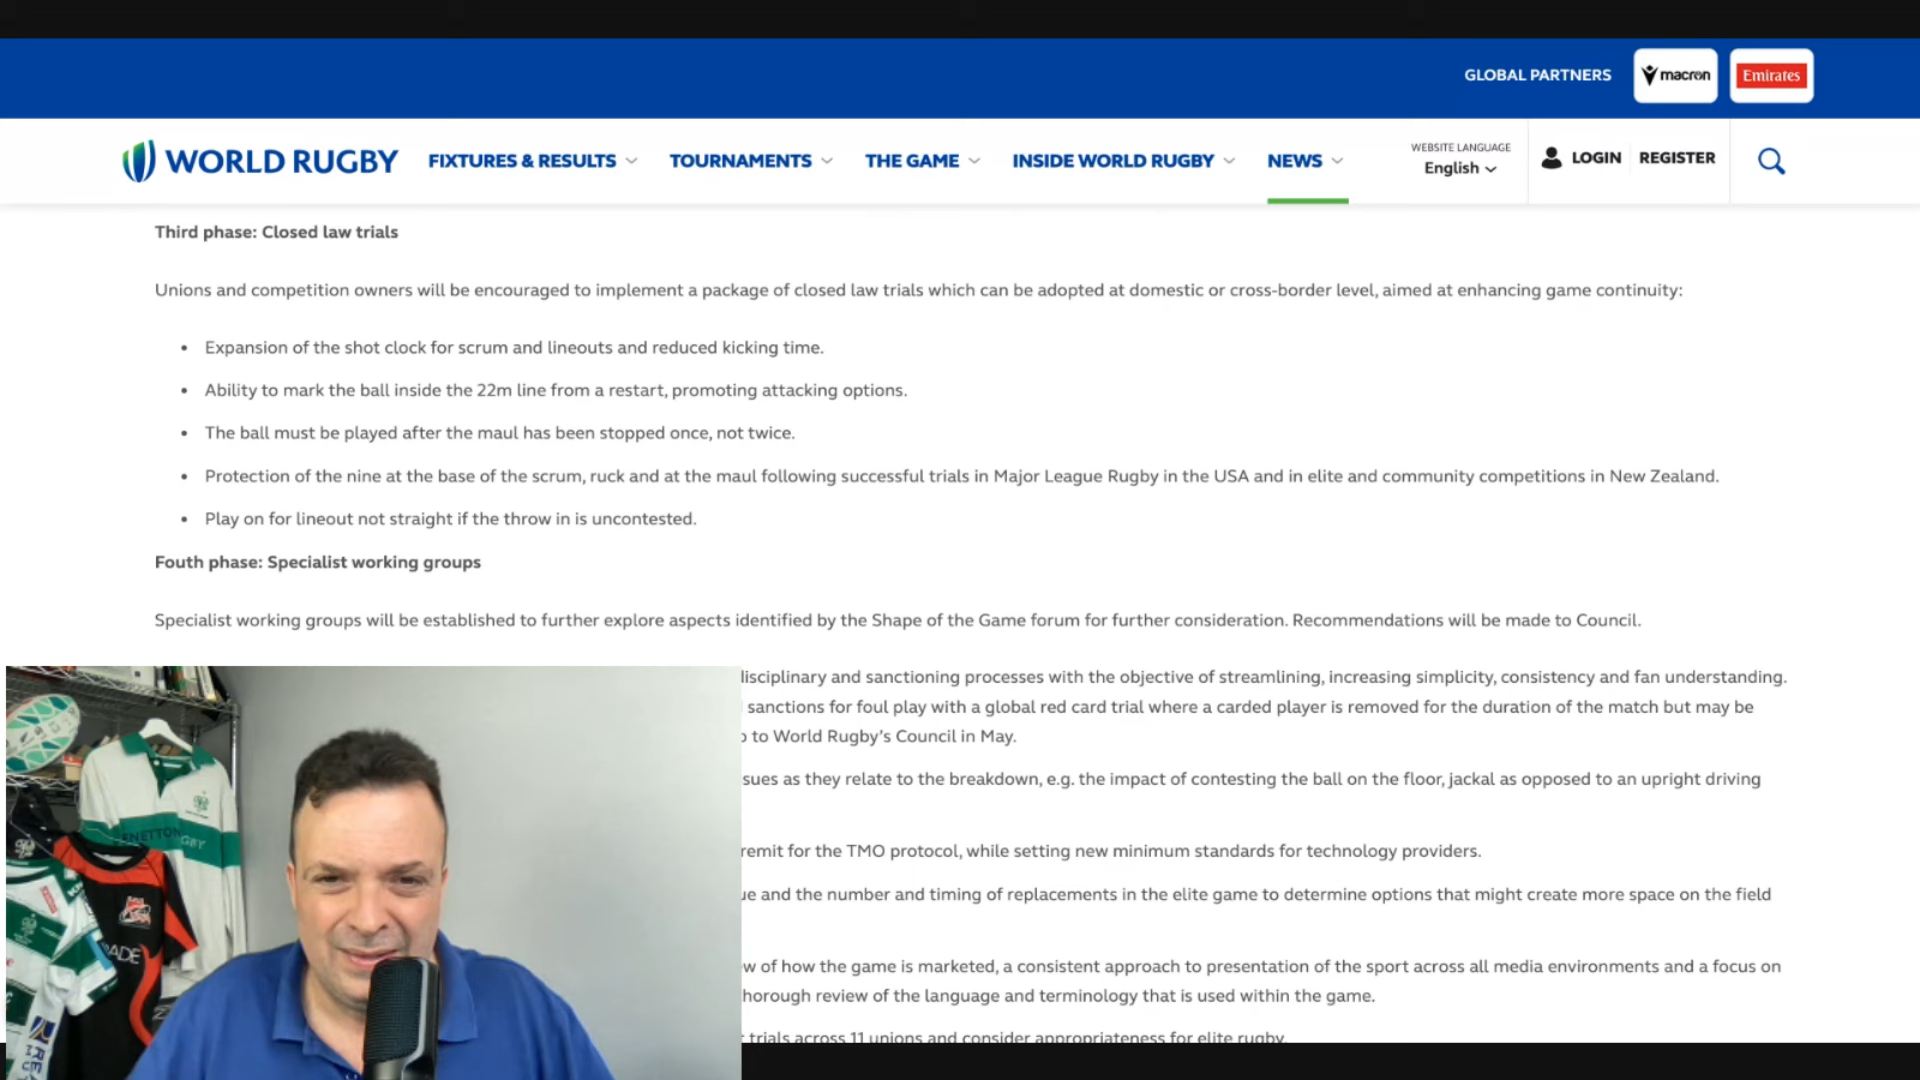 GLOBAL PARTNERS
macron
Emirates
WORLD RUGBY
FIXTURES & RESULTS
TOURNAMENTS
THE GAME
INSIDE WORLD RUGBY
NEWS
WEBSITE LANGUAGE
English
LOGIN
REGISTER
Third phase: Closed law trials
Unions and competition owners will be encouraged to implement a package of closed law trials which can be adopted at domestic or cross-border level, aimed at enhancing game continuity:
• Expansion of the shot clock for scrum and lineouts and reduced kicking time.
• Ability to mark the ball inside the 22m line from a restart, promoting attacking options.
• The ball must be played after the maul has been stopped once, not twice.
• Protection of the nine at the base of the scrum, ruck and at the maul following successful trials in Major League Rugby in the USA and in elite and community competitions in New Zealand.
• Play on for lineout not straight if the throw in is uncontested.
Fouth phase: Specialist working groups
Specialist working groups will be established to further explore aspects identified by the Shape of the Game forum for further consideration. Recommendations will be made to Council.
disciplinary and sanctioning processes with the objective of streamlining, increasing simplicity, consistency and fan understanding.
sanctions for foul play with a global red card trial where a carded player is removed for the duration of the match but may be
to World Rugby's Council in May.
sues as they relate to the breakdown, e.g. the impact of contesting the ball on the floor, jackal as opposed to an upright driving
remit for the TMO protocol, while setting new minimum standards for technology providers.
ue and the number and timing of replacements in the elite game to determine options that might create more space on the field
w of how the game is marketed, a consistent approach to presentation of the sport across all media environments and a focus on
horough review of the language and terminology that is used within the game.
trials across 11 unions and consider appropriateness for elite rugby.